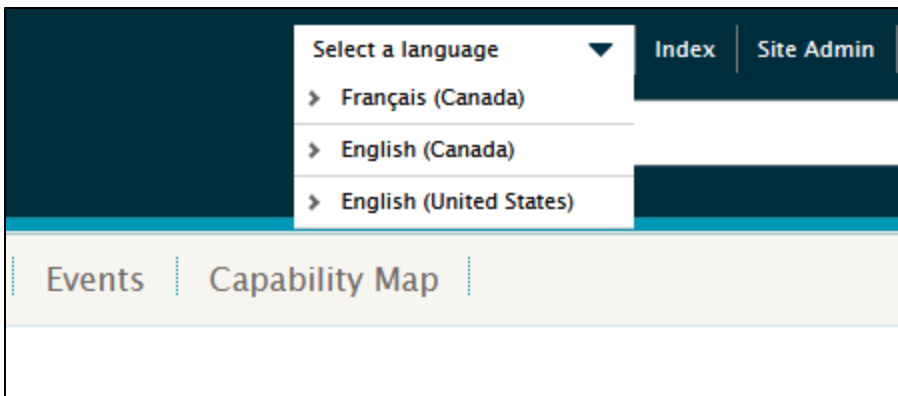 Select a language
Index
Site Admin
Français (Canada)
English (Canada)
English (United States)
Events
Capability Map